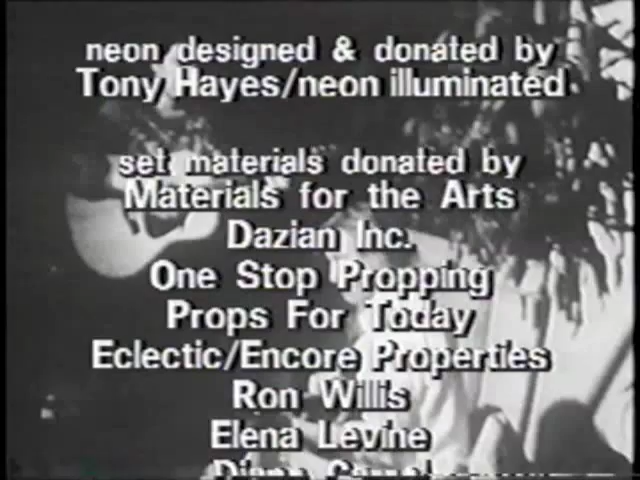 neon designed & donated by
Tony Hayes/neon illuminated
set materials donated by
Materials for the Arts
Dazian Inc.
One Stop Propping
Props For Today
Eclectic/Encore Properties
Ron Willis
Elena Levine